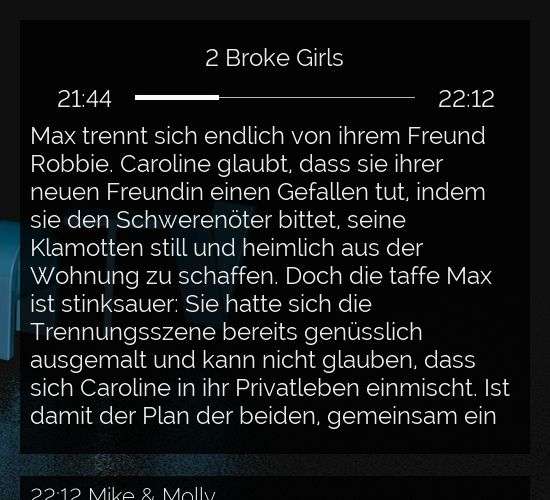 2 Broke Girls
21:44 22:12
Max trennt sich endlich von ihrem Freund
Robbie. Caroline glaubt, dass sie ihrer
neuen Freundin einen Gefallen tut, indem
sie den Schwerenöter bittet, seine
Klamotten still und heimlich aus der
Wohnung zu schaffen. Doch die taffe Max
ist stinksauer: Sie hatte sich die
Trennungsszene bereits genüsslich
ausgemalt und kann nicht glauben, dass
sich Caroline in ihr Privatleben einmischt. Ist
damit der Plan der beiden, gemeinsam ein
22:12 Mike & Molly